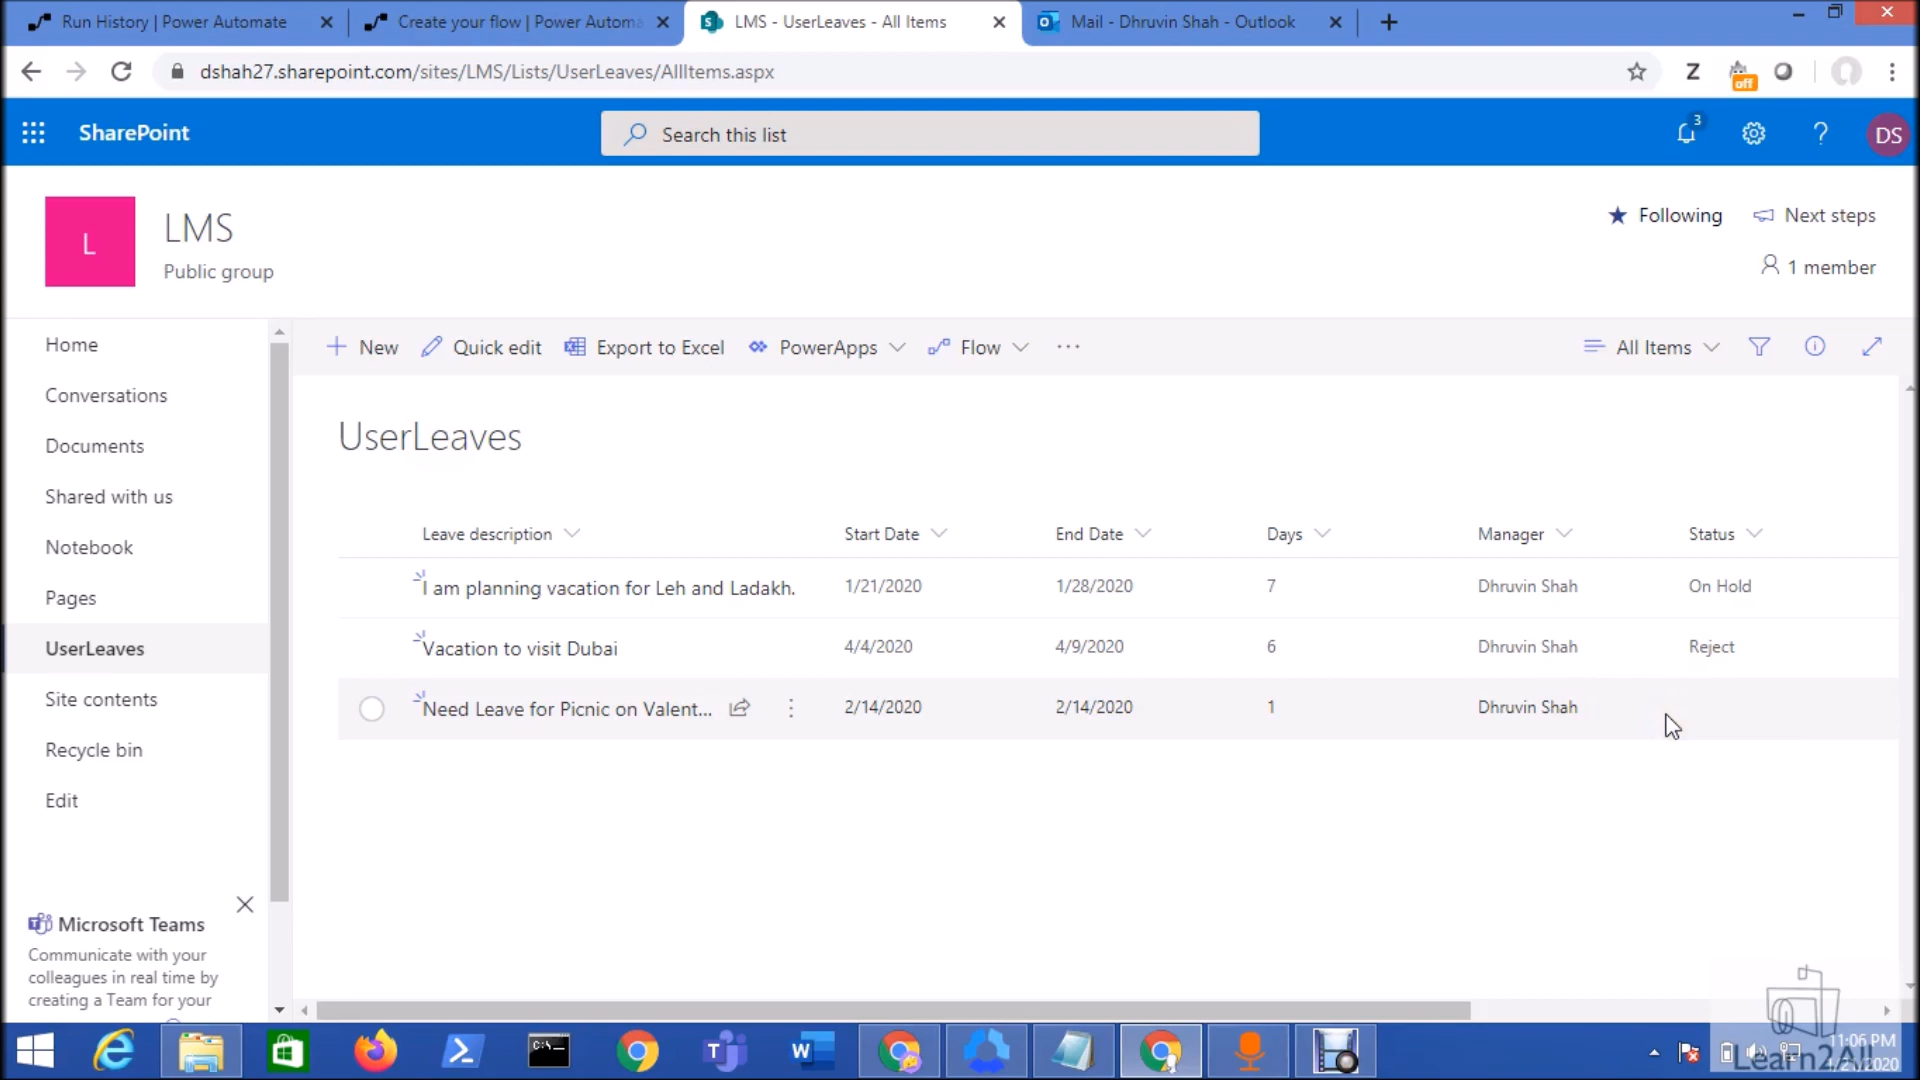 Run History | Power Automate
Create your flow | Power Automa
LMS - UserLeaves - All Items
Mail - Dhruvin Shah - Outlook
dshah27.sharepoint.com/sites/LMS/Lists/UserLeaves/AllItems.aspx
Z
off
SharePoint
Search this list
3
?
DS
L
LMS
Public group
Following
Next steps
1 member
Home
Conversations
Documents
Shared with us
Notebook
Pages
UserLeaves
Site contents
Recycle bin
Edit
Microsoft Teams
Communicate with your
colleagues in real time by
creating a Team for your
New
Quick edit
Export to Excel
PowerApps
Flow
All Items
UserLeaves
Leave description Start Date End Date Days Manager Status
I am planning vacation for Leh and Ladakh. 1/21/2020 1/28/2020 7 Dhruvin Shah On Hold
Vacation to visit Dubai 4/4/2020 4/9/2020 6 Dhruvin Shah Reject
Need Leave for Picnic on Valent... 2/14/2020 2/14/2020 1 Dhruvin Shah
11:06 PM
1/21/2020
Learn2All